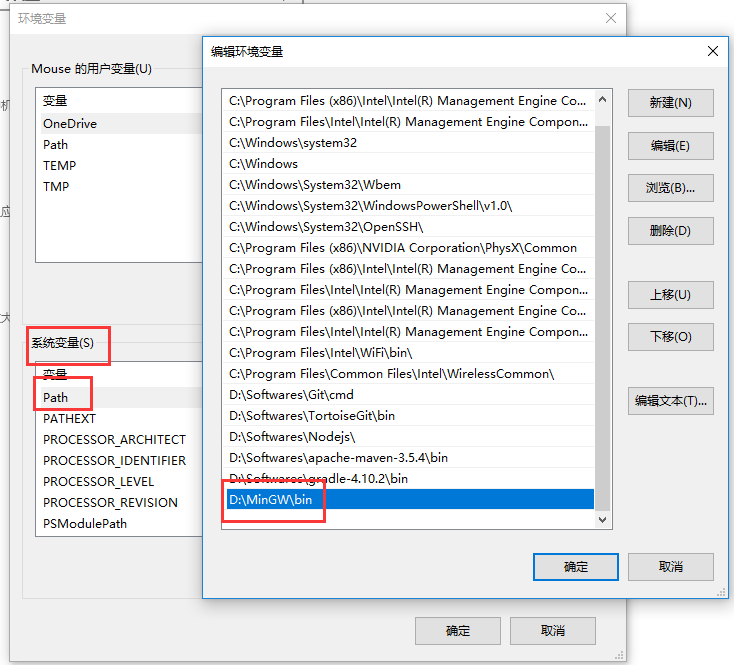 环境变量
Mouse 的用户变量(U)
变量
OneDrive
Path
TEMP
TMP
系统变量(S)
变量
Path
PATHEXT
PROCESSOR_ARCHITECT
PROCESSOR_IDENTIFIER
PROCESSOR_LEVEL
PROCESSOR_REVISION
PSModulePath
确定
取消
编辑环境变量
C:\Program Files (x86)\Intel\Intel(R) Management Engine Co...
C:\Program Files\Intel\Intel(R) Management Engine Compon...
C:\Windows\system32
C:\Windows
C:\Windows\System32\Wbem
C:\Windows\System32\WindowsPowerShell\v1.0\
C:\Windows\System32\OpenSSH\
C:\Program Files (x86)\NVIDIA Corporation\PhysX\Common
C:\Program Files (x86)\Intel\Intel(R) Management Engine Co...
C:\Program Files\Intel\Intel(R) Management Engine Compon...
C:\Program Files (x86)\Intel\Intel(R) Management Engine Co...
C:\Program Files\Intel\Intel(R) Management Engine Compon...
C:\Program Files\Intel\WiFi\bin\
C:\Program Files\Common Files\Intel\WirelessCommon\
D:\Softwares\Git\cmd
D:\Softwares\TortoiseGit\bin
D:\Softwares\Nodejs\
D:\Softwares\apache-maven-3.5.4\bin
D:\Softwares\gradle-4.10.2\bin
D:\MinGW\bin
新建(N)
编辑(E)
浏览(B)...
删除(D)
上移(U)
下移(O)
编辑文本(T)...
确定
取消